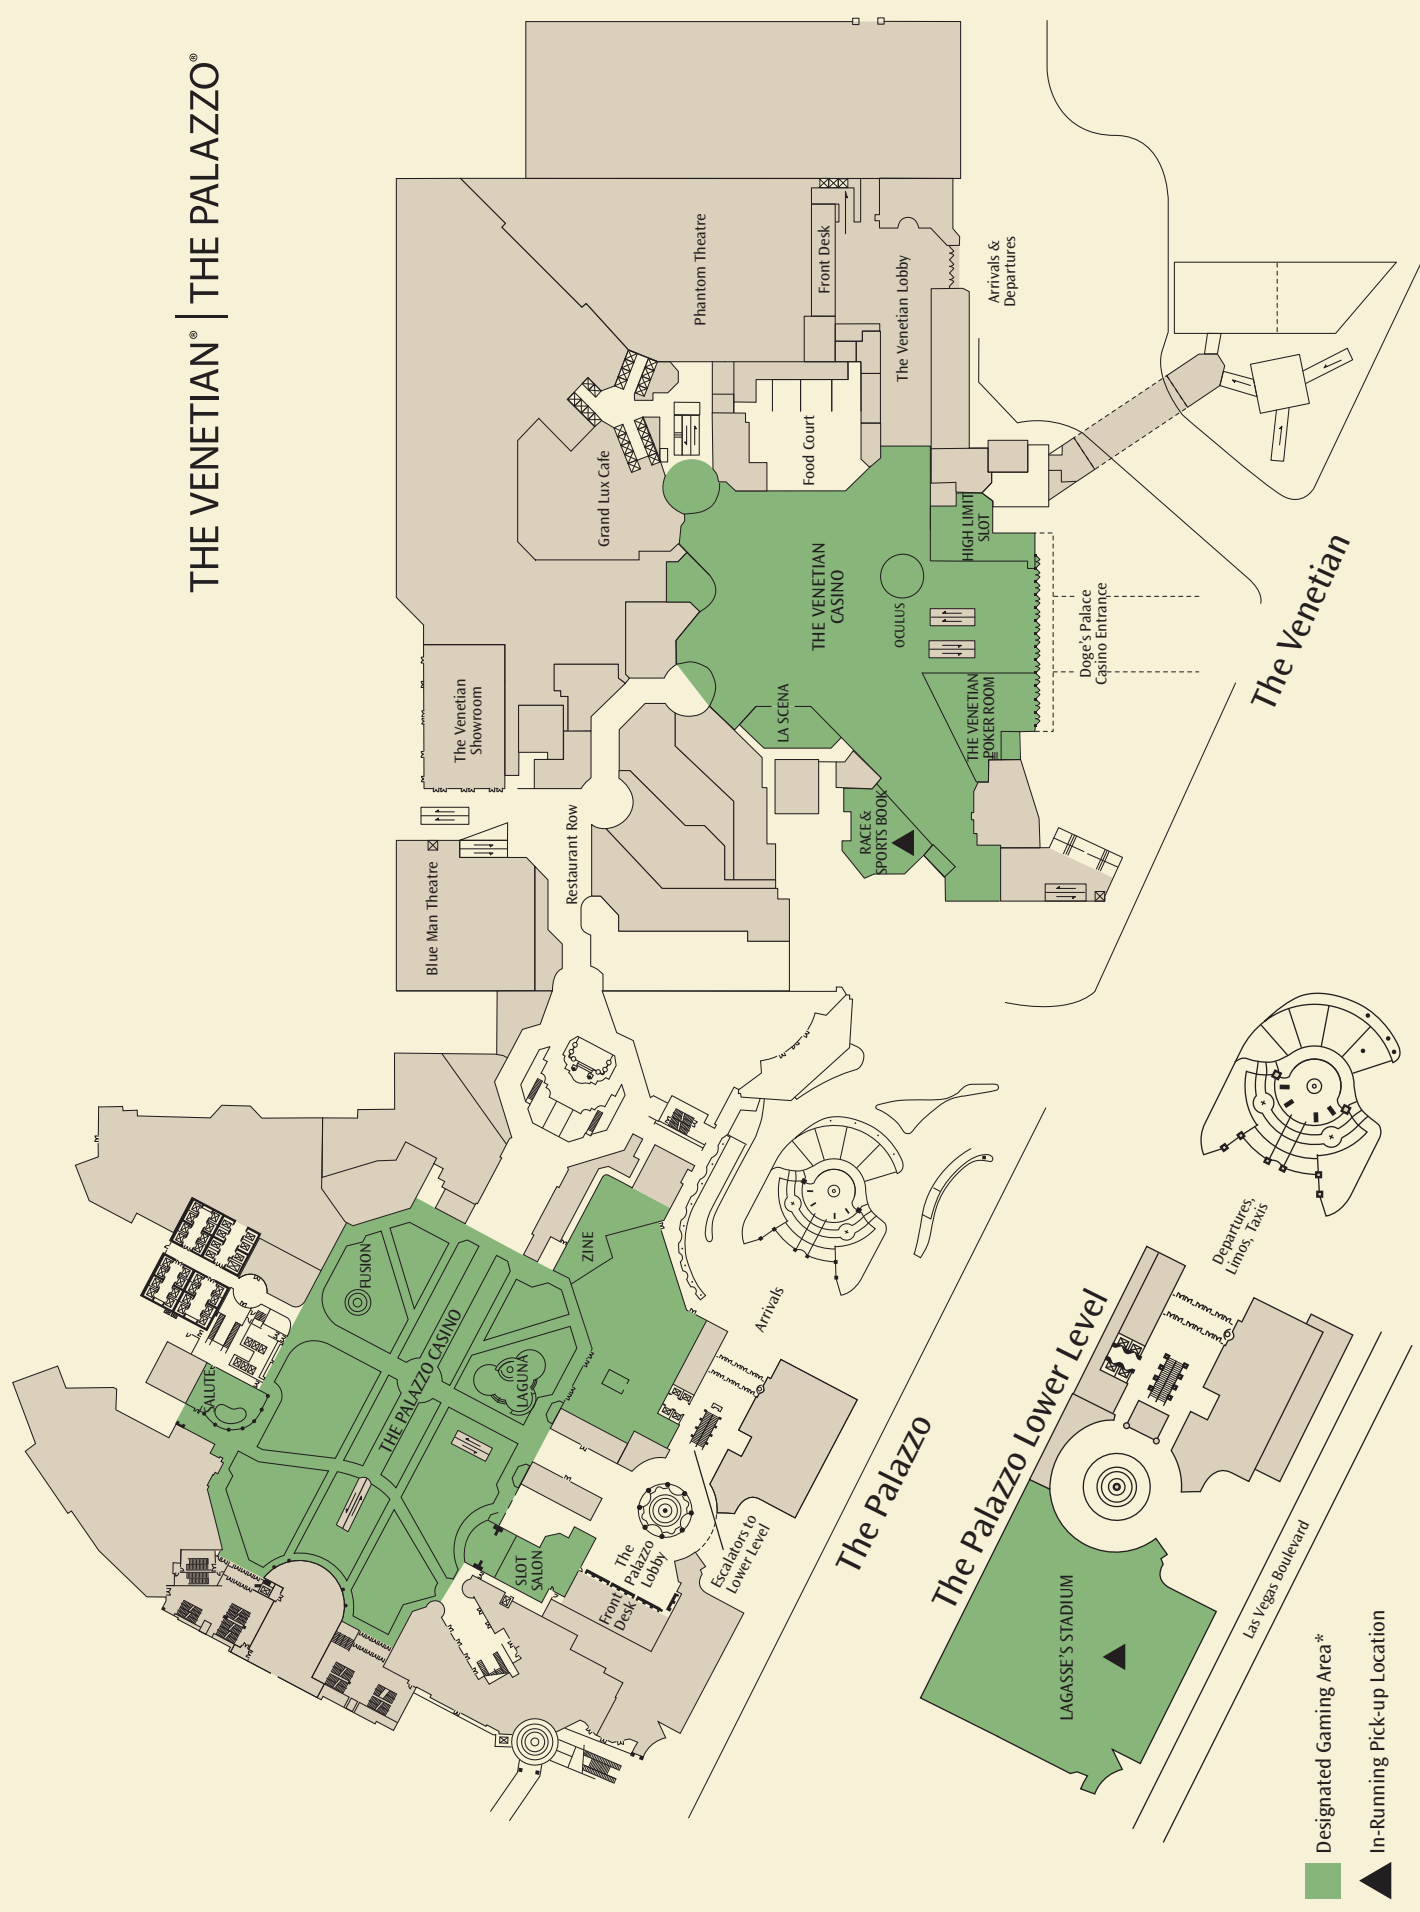 THE VENETIAN® | THE PALAZZO®
Phantom Theatre
Front Desk
The Venetian Lobby
Arrivals &
Departures
Grand Lux Cafe
Food Court
HIGH LIMIT
SLOT
THE VENETIAN
CASINO
OCULUS
Doge's Palace
Casino Entrance
The Venetian
The Venetian
Showroom
LA SCENA
THE VENETIAN
POKER ROOM
RACE &
SPORTS BOOK
Restaurant Row
Blue Man Theatre
FUSION
ZINE
THE PALAZZO CASINO
LAGUNA
SALUTE
SLOT
SALON
The
Palazzo
Lobby
Front
Desk
Escalators to
Lower Level
Arrivals
The Palazzo
Departures,
Limos, Taxis
The Palazzo Lower Level
LAGASSE'S STADIUM
Las Vegas Boulevard
Designated Gaming Area*
In-Running Pick-up Location